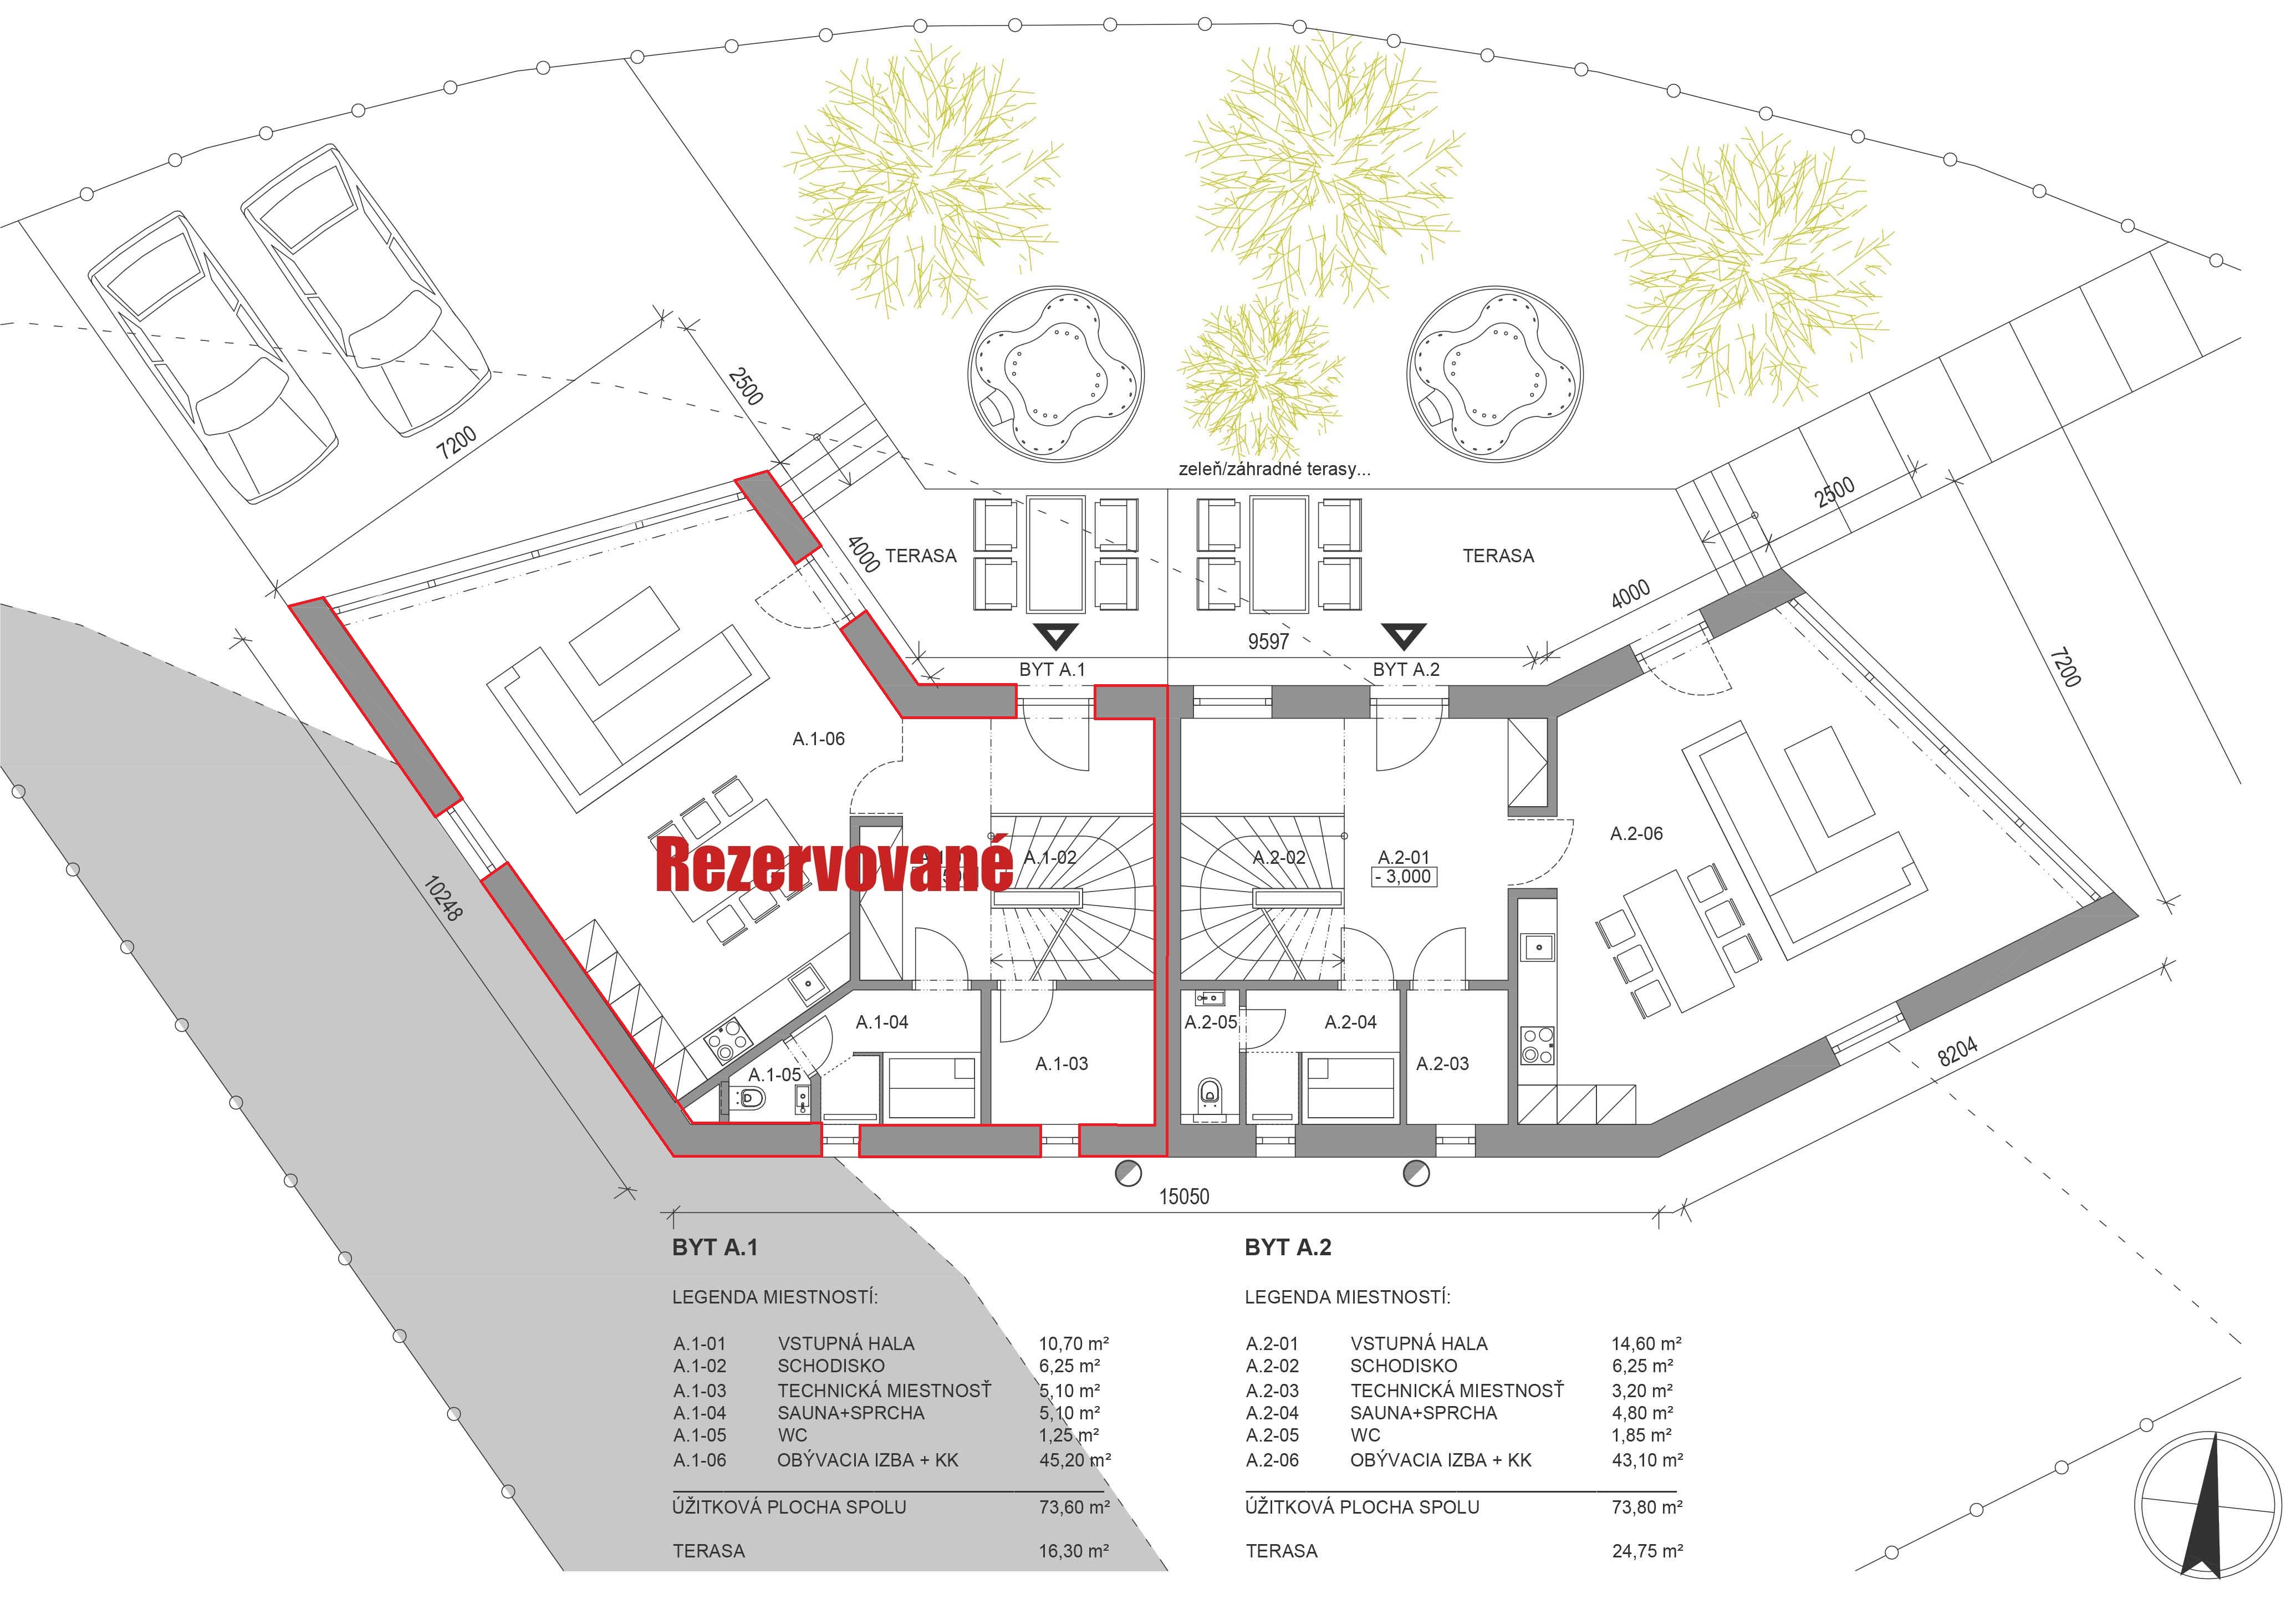 2500
7200
zeleň/záhradné terasy...
2500
4000
TERASA
TERASA
4000
9597
7200
BYT A.1
BYT A.2
A.1-06
A.2-06
Rezervované
A.1-02
A.2-02
A.2-01
- 3,000
10248
A.1-04
A.2-05
A.2-04
A.1-05
A.1-03
A.2-03
8204
15050
BYT A.1
LEGENDA MIESTNOSTÍ:
A.1-01 VSTUPNÁ HALA 10,70 m²
A.1-02 SCHODISKO 6,25 m²
A.1-03 TECHNICKÁ MIESTNOSŤ 5,10 m²
A.1-04 SAUNA+SPRCHA 5,10 m²
A.1-05 WC 1,25 m²
A.1-06 OBÝVACIA IZBA + KK 45,20 m²
ÚŽITKOVÁ PLOCHA SPOLU 73,60 m²
TERASA 16,30 m²
BYT A.2
LEGENDA MIESTNOSTÍ:
A.2-01 VSTUPNÁ HALA 14,60 m²
A.2-02 SCHODISKO 6,25 m²
A.2-03 TECHNICKÁ MIESTNOSŤ 3,20 m²
A.2-04 SAUNA+SPRCHA 4,80 m²
A.2-05 WC 1,85 m²
A.2-06 OBÝVACIA IZBA + KK 43,10 m²
ÚŽITKOVÁ PLOCHA SPOLU 73,80 m²
TERASA 24,75 m²